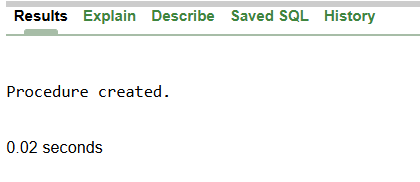 Results Explain Describe Saved SQL History
Procedure created.
0.02 seconds